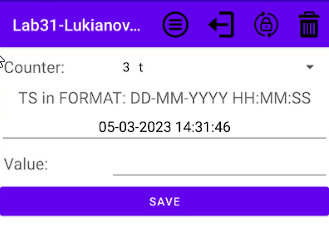 Lab31-Lukianov...
Counter: 3 t
TS in FORMAT: DD-MM-YYYY HH:MM:SS
05-03-2023 14:31:46
Value:
SAVE